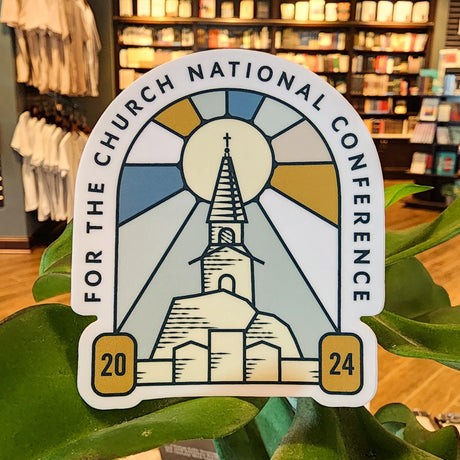 FOR THE CHURCH NATIONAL CONFERENCE
20 24